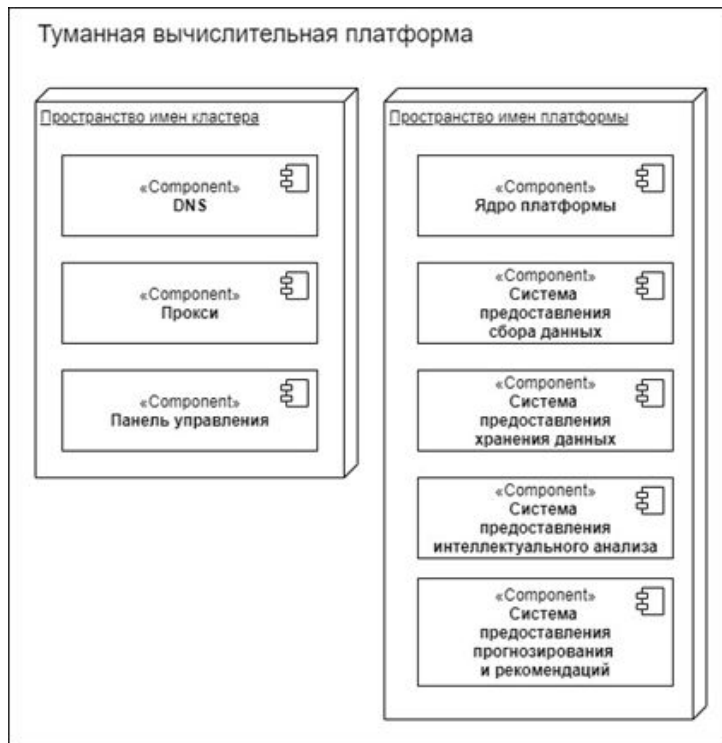 Туманная вычислительная платформа
Пространство имен кластера
«Component»
DNS
«Component»
Прокси
«Component»
Панель управления
Пространство имен платформы
«Component»
Ядро платформы
«Component»
Система
предоставления
сбора данных
«Component»
Система
предоставления
хранения данных
«Component»
Система
предоставления
интеллектуального анализа
«Component»
Система
предоставления
прогнозирования
и рекомендаций